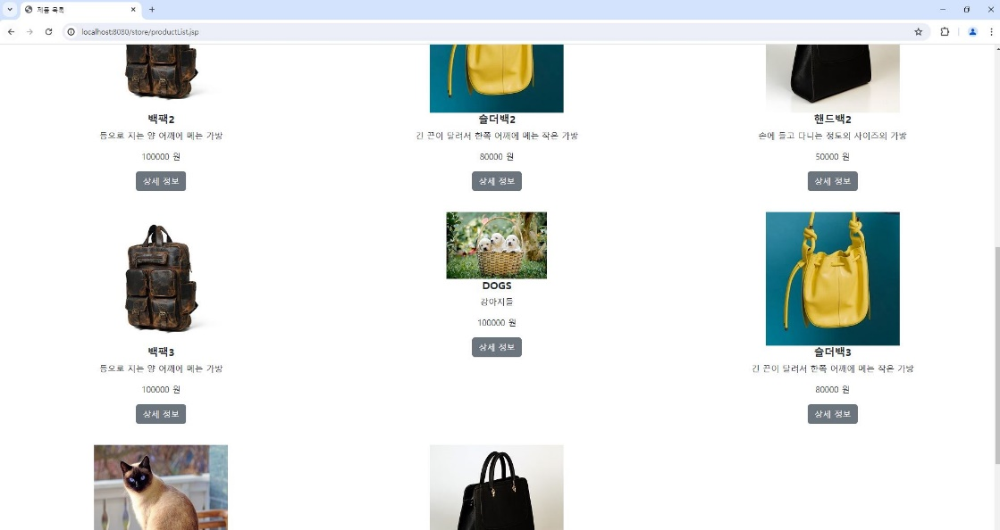 제품 목록
localhost:8080/store/productList.jsp
백팩2
등으로 지는 양 어깨에 메는 가방
100000 원
상세 정보
숄더백2
긴 끈이 달려서 한쪽 어깨에 메는 작은 가방
80000 원
상세 정보
핸드백2
손에 들고 다니는 정도의 사이즈의 가방
50000 원
상세 정보
백팩3
등으로 지는 양 어깨에 메는 가방
100000 원
상세 정보
DOGS
강아지들
100000 원
상세 정보
숄더백3
긴 끈이 달려서 한쪽 어깨에 메는 작은 가방
80000 원
상세 정보